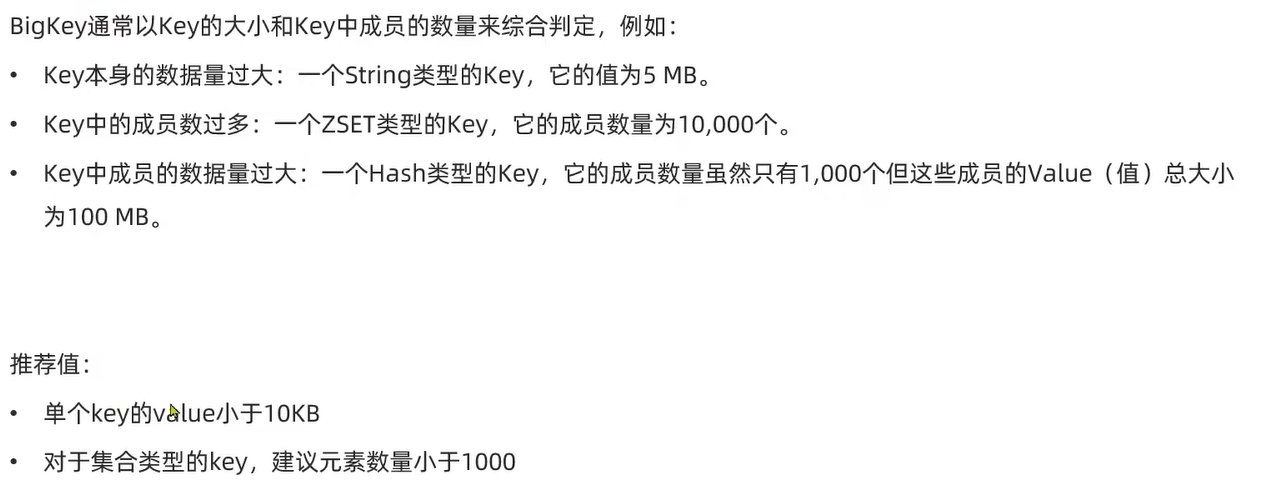 BigKey通常以Key的大小和Key中成员的数量来综合判定，例如：
• Key本身的数据量过大：一个String类型的Key，它的值为5 MB。
• Key中的成员数过多：一个ZSET类型的Key，它的成员数量为10,000个。
• Key中成员的数据量过大：一个Hash类型的Key，它的成员数量虽然只有1,000个但这些成员的Value（值）总大小
为100 MB。
推荐值：
• 单个key的value小于10KB
• 对于集合类型的key，建议元素数量小于1000